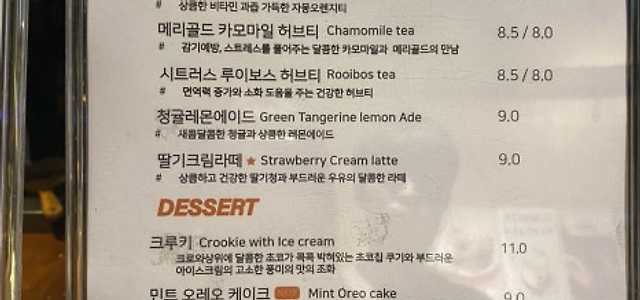 # 상큼한 비타민 과즙 가득한 자몽오렌지티
메리골드 카모마일 허브티 Chamomile tea 8.5 / 8.0
# 감기예방, 스트레스를 풀어주는 달콤한 카모마일과 메리골드의 만남
시트러스 루이보스 허브티 Rooibos tea 8.5 / 8.0
# 면역력 증가와 소화 도움을 주는 건강한 허브티
청귤레몬에이드 Green Tangerine lemon Ade 9.0
# 새콤달콤한 청귤과 상큼한 레몬에이드
딸기크림라떼 ★ Strawberry Cream latte 9.0
# 상큼하고 건강한 딸기청과 부드러운 우유의 달콤한 라떼
DESSERT
크루키 Crookie with Ice cream 11.0
크로와상위에 달콤한 초코가 콕콕 박혀있는 초코칩 쿠키와 부드러운
아이스크림의 고소한 풍미의 맛의 조화
민트 오레오 케이크 Mint Oreo cake 9.0